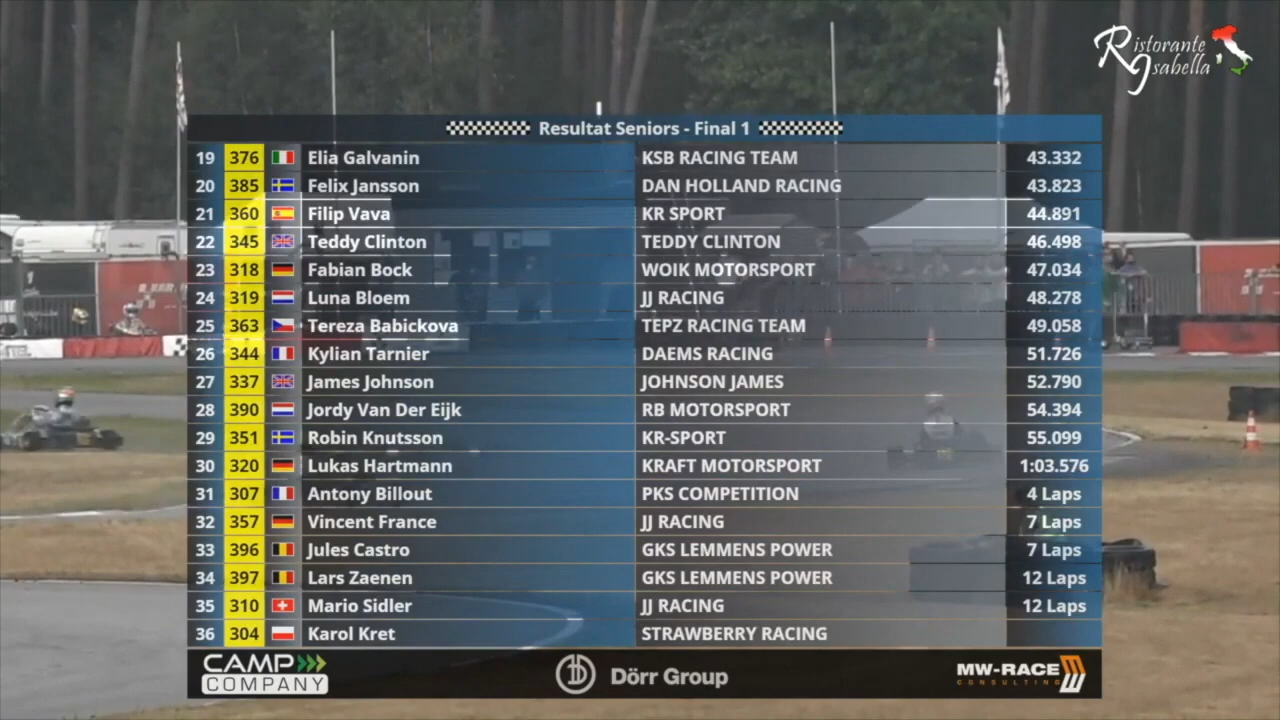 Ristorante
Isabella
Resultat Seniors - Final 1
19 376 Elia Galvanin KSB RACING TEAM 43.332
20 385 Felix Jansson DAN HOLLAND RACING 43.823
21 360 Filip Vava KR SPORT 44.891
22 345 Teddy Clinton TEDDY CLINTON 46.498
23 318 Fabian Bock WOIK MOTORSPORT 47.034
24 319 Luna Bloem JJ RACING 48.278
25 363 Tereza Babickova TEPZ RACING TEAM 49.058
26 344 Kylian Tarnier DAEMS RACING 51.726
27 337 James Johnson JOHNSON JAMES 52.790
28 390 Jordy Van Der Eijk RB MOTORSPORT 54.394
29 351 Robin Knutsson KR-SPORT 55.099
30 320 Lukas Hartmann KRAFT MOTORSPORT 1:03.576
31 307 Antony Billout PKS COMPETITION 4 Laps
32 357 Vincent France JJ RACING 7 Laps
33 396 Jules Castro GKS LEMMENS POWER 7 Laps
34 397 Lars Zaenen GKS LEMMENS POWER 12 Laps
35 310 Mario Sidler JJ RACING 12 Laps
36 304 Karol Kret STRAWBERRY RACING
CAMP COMPANY
Dörr Group
MW-RACE
CONSULTING